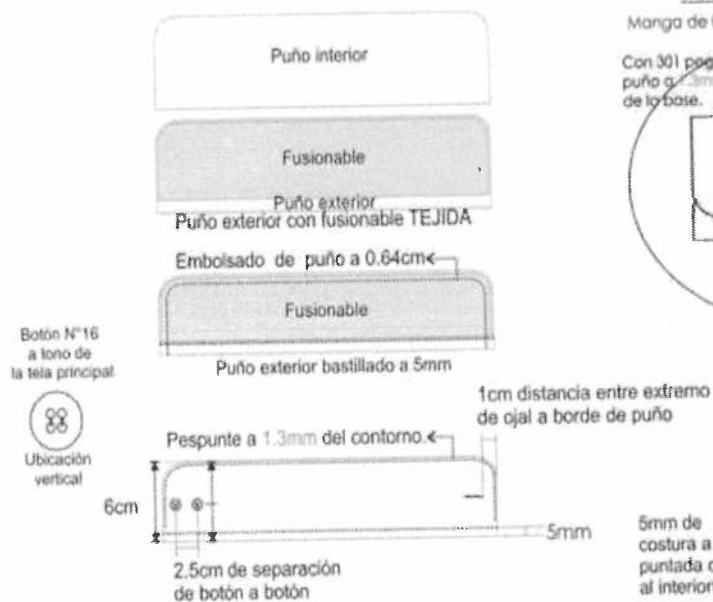 Puño interior
Fusionable
Puño exterior
Puño exterior con fusionable TEJIDA
Embolsado de puño a 0.64cm
Fusionable
Puño exterior bastillado a 5mm
Botón N°16
a tono de
la tela principal
Ubicación
vertical
Pespunte a 1.3mm del contorno.
1cm distancia entre extremo
de ojal a borde de puño
6cm
5mm
2.5cm de separación
de botón a botón
Manga de
Con 301
puño a
de la base.
5mm de
costura a
puntada
al interior